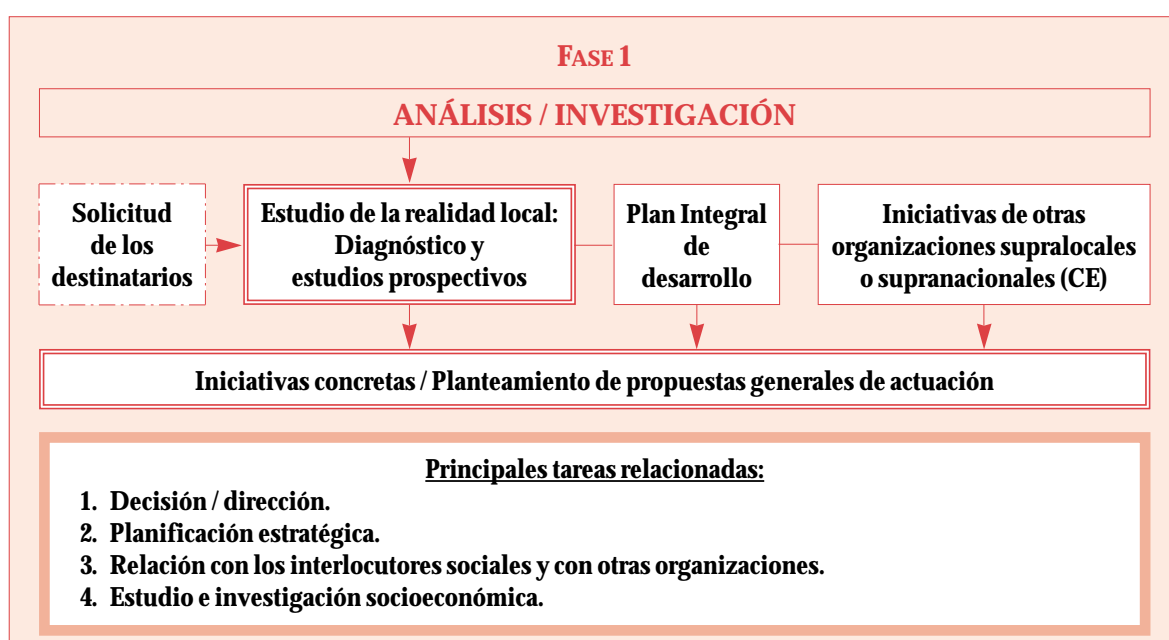 FASE 1
ANÁLISIS / INVESTIGACIÓN
Solicitud
de los
destinatarios
Estudio de la realidad local:
Diagnóstico y
estudios prospectivos
Plan Integral
de
desarrollo
Iniciativas de otras
organizaciones supralocales
o supranacionales (CE)
Iniciativas concretas / Planteamiento de propuestas generales de actuación
Principales tareas relacionadas:
1. Decisión / dirección.
2. Planificación estratégica.
3. Relación con los interlocutores sociales y con otras organizaciones.
4. Estudio e investigación socioeconómica.